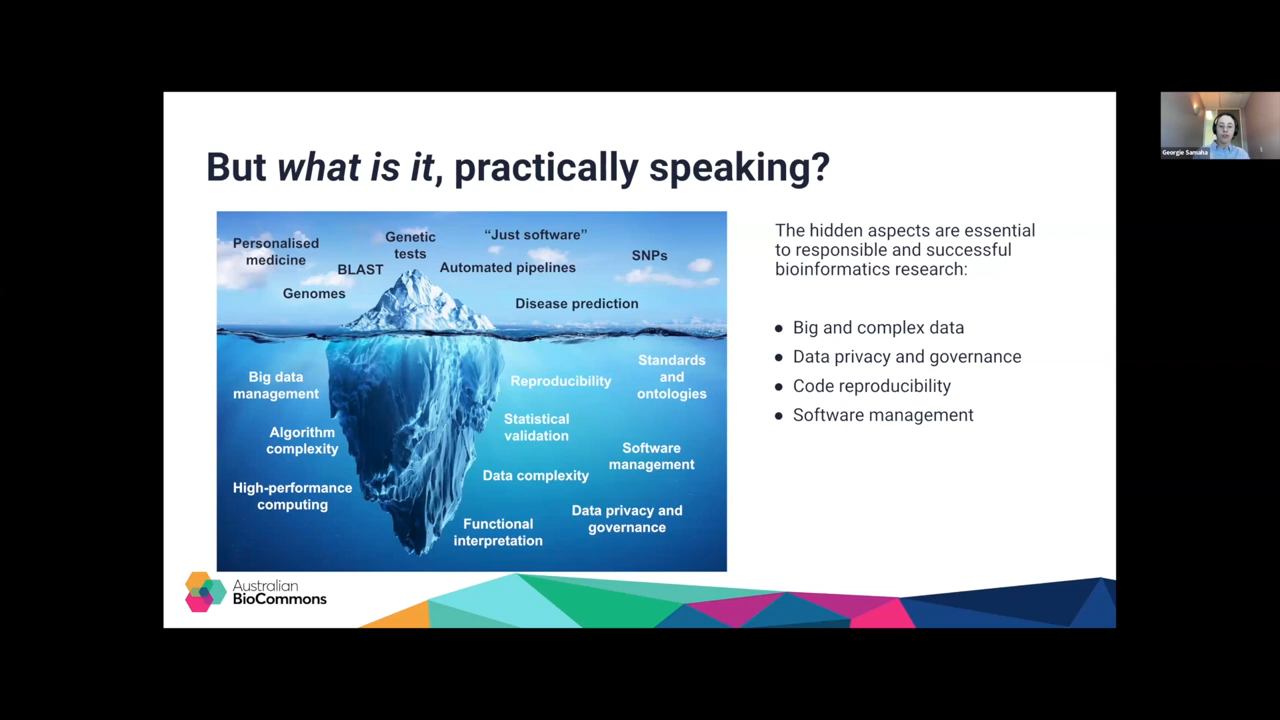 But what is it, practically speaking?
Personalised
medicine
Genetic
tests
“Just software”
SNPs
BLAST
Automated pipelines
Genomes
Disease prediction
Big data
management
Reproducibility
Standards
and
ontologies
Algorithm
complexity
Statistical
validation
Software
management
High-performance
computing
Data complexity
Functional
interpretation
Data privacy and
governance
The hidden aspects are essential
to responsible and successful
bioinformatics research:
● Big and complex data
● Data privacy and governance
● Code reproducibility
● Software management
Australian
BioCommons
Georgie Samaha